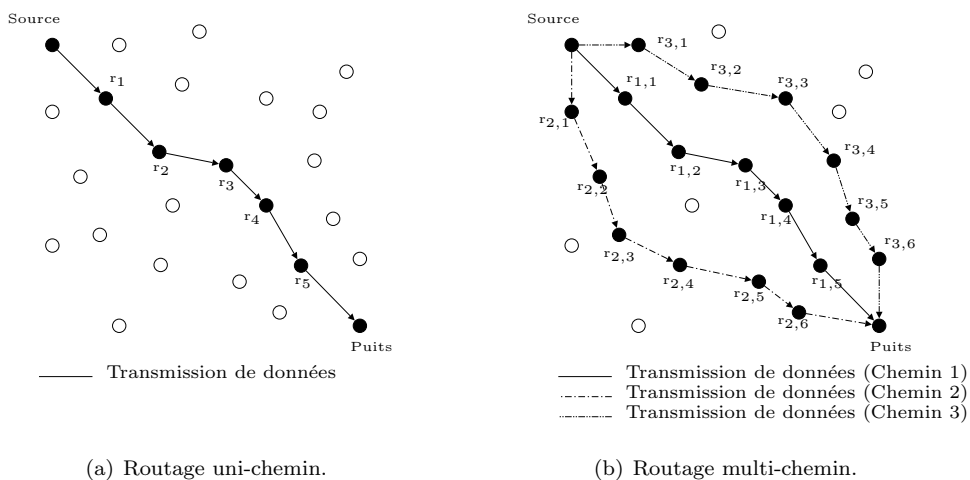 Source
r1
r2
r3
r4
r5
Puits
Transmission de données
(a) Routage uni-chemin.
Source
r3,1
r3,2
r1,1
r3,3
r2,1
r1,2
r3,4
r2,2
r1,3
r3,5
r1,4
r2,3
r3,6
r2,4
r1,5
r2,5
r2,6
Puits
Transmission de données (Chemin 1)
Transmission de données (Chemin 2)
Transmission de données (Chemin 3)
(b) Routage multi-chemin.